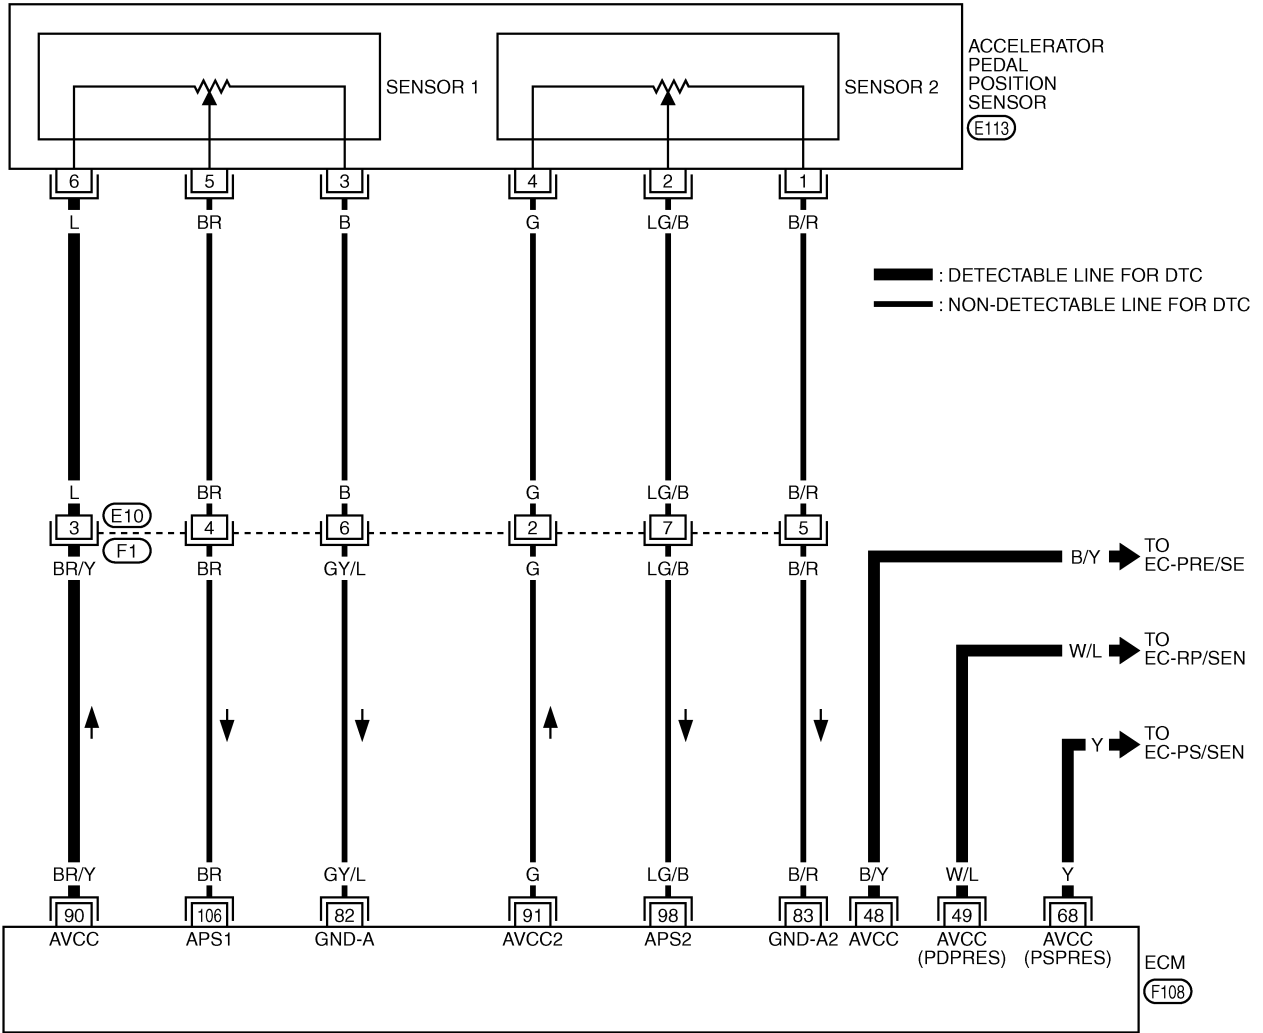 ACCELERATOR
PEDAL
POSITION
SENSOR
E113
SENSOR 1
SENSOR 2
6 5 3 4 2 1
L BR B G LG/B B/R
: DETECTABLE LINE FOR DTC
: NON-DETECTABLE LINE FOR DTC
L BR B G LG/B B/R
E10
3 4 6 2 7 5
F1
BR/Y BR GY/L G LG/B B/R
B/Y
TO
EC-PRE/SE
W/L
TO
EC-RP/SEN
Y
TO
EC-PS/SEN
BR/Y BR GY/L G LG/B B/R B/Y W/L Y
90 106 82 91 98 83 48 49 68
AVCC APS1 GND-A AVCC2 APS2 GND-A2 AVCC AVCC AVCC
(PDPRES) (PSPRES)
ECM
F108